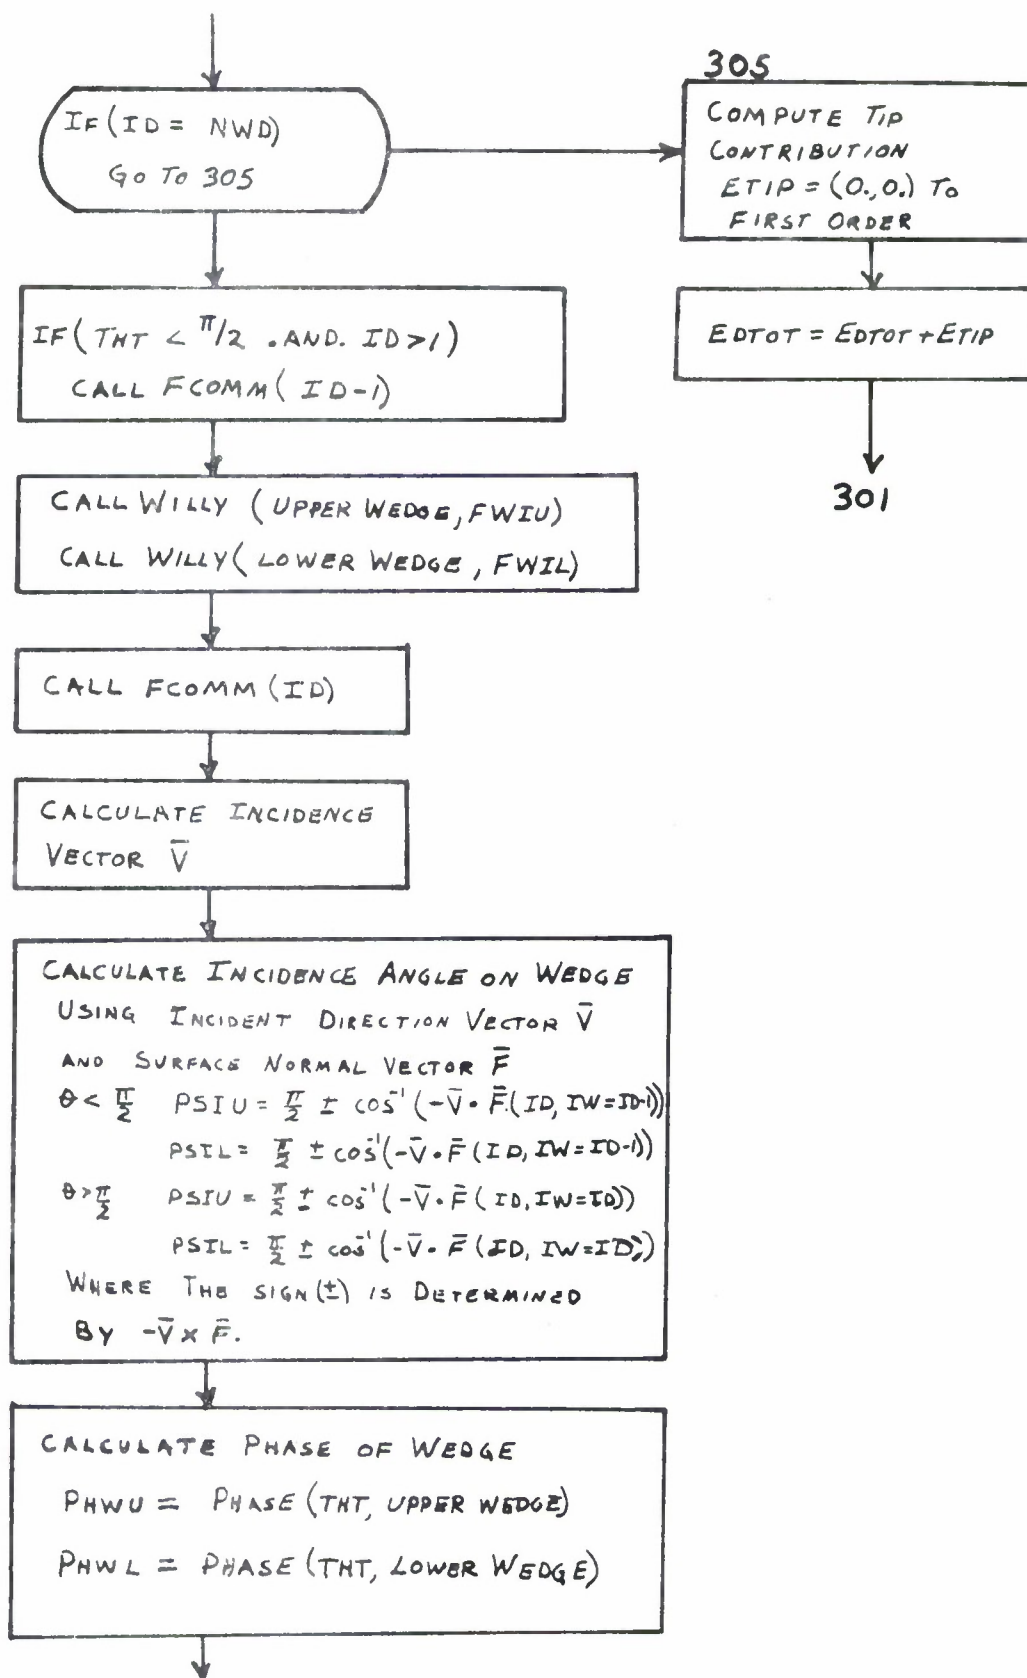 IF (ID = NWD)
GO TO 305
305
COMPUTE TIP
CONTRIBUTION
ETIP = (0.,0.) TO
FIRST ORDER
EDTOT = EDTOT + ETIP
301
IF (THT < π/2 .AND. ID>1)
CALL FCOMM( ID-1)
CALL WILLY (UPPER WEDGE, FWIU)
CALL WILLY (LOWER WEDGE, FWIL)
CALL FCOMM (ID)
CALCULATE INCIDENCE
VECTOR V̄
CALCULATE INCIDENCE ANGLE ON WEDGE
USING INCIDENT DIRECTION VECTOR V̄
AND SURFACE NORMAL VECTOR F̄
θ < π/2 PSIU = π/2 ± cos⁻¹ (-V̄ • F̄ (ID, IW=ID-1))
PSIL = π/2 ± cos⁻¹ (-V̄ • F̄ (ID, IW=ID-1))
θ > π/2 PSIU = π/2 ± cos⁻¹ (-V̄ • F̄ (ID, IW=ID))
PSIL = π/2 ± cos⁻¹ (-V̄ • F̄ (ID, IW=ID))
WHERE THE SIGN (±) IS DETERMINED
BY -V̄ × F̄.
CALCULATE PHASE OF WEDGE
PHWU = PHASE (THT, UPPER WEDGE)
PHWL = PHASE (THT, LOWER WEDGE)